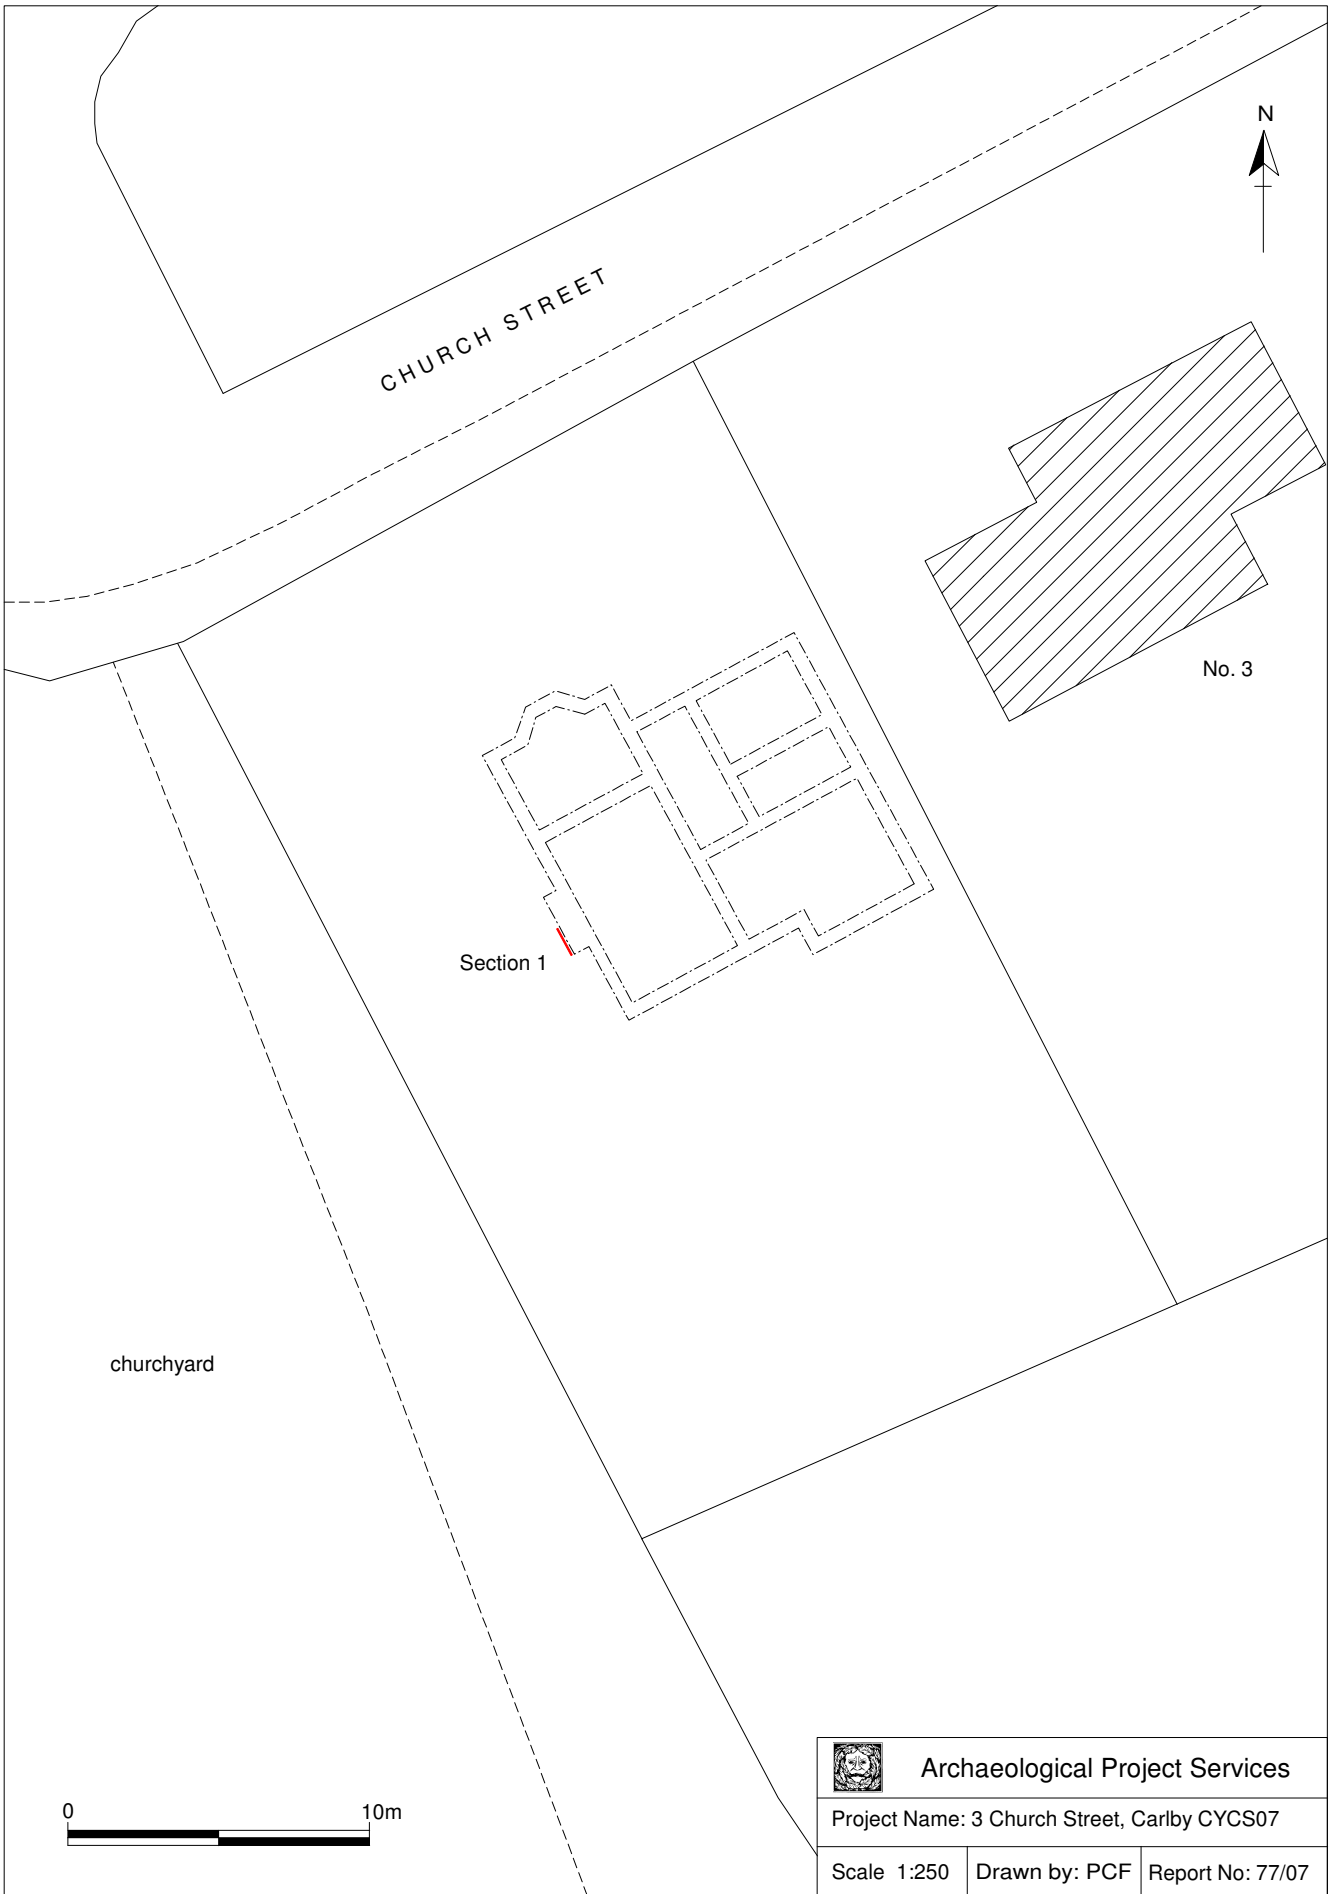 N
CHURCH STREET
No. 3
Section 1
churchyard
0 10m
Archaeological Project Services
Project Name: 3 Church Street, Carlby CYCS07
Scale 1:250 Drawn by: PCF Report No: 77/07